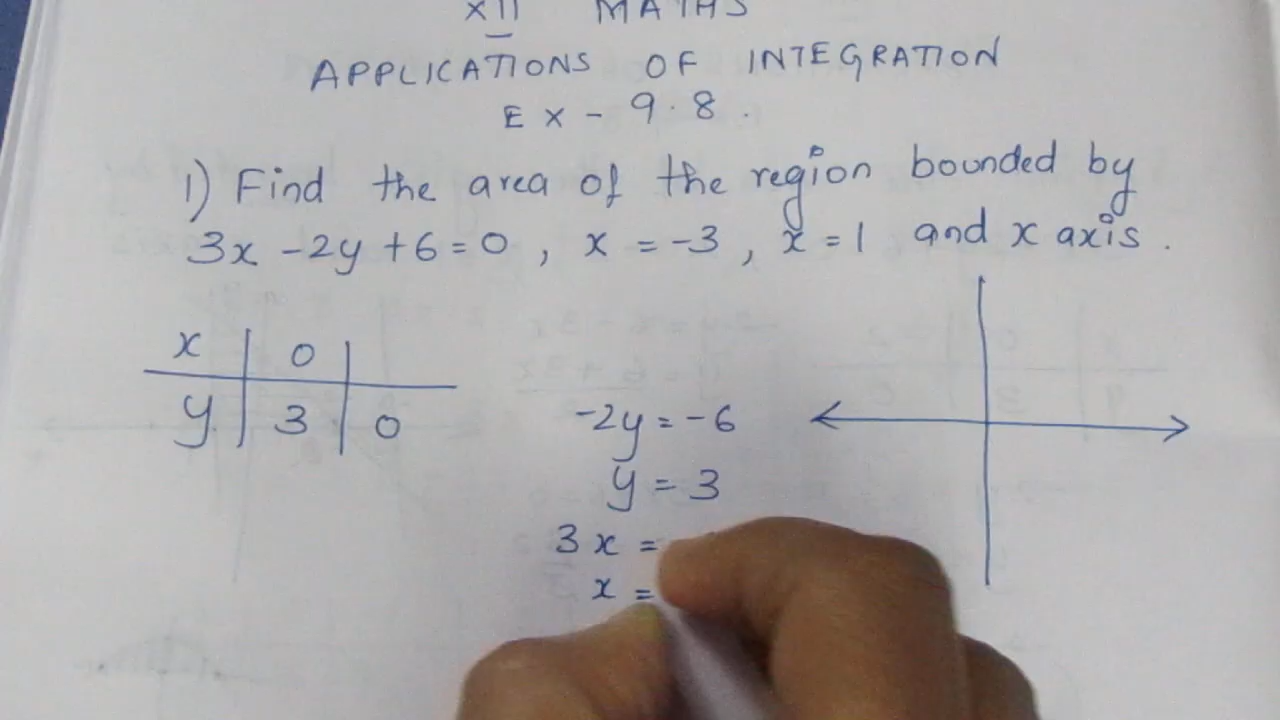 XII MATHS
APPLICATIONS OF INTEGRATION
EX - 9.8.
1) Find the area of the region bounded by
3x - 2y + 6 = 0, x = -3, x = 1 and x axis.
x 0
y 3 0
-2y = -6
y = 3
3x =
x =